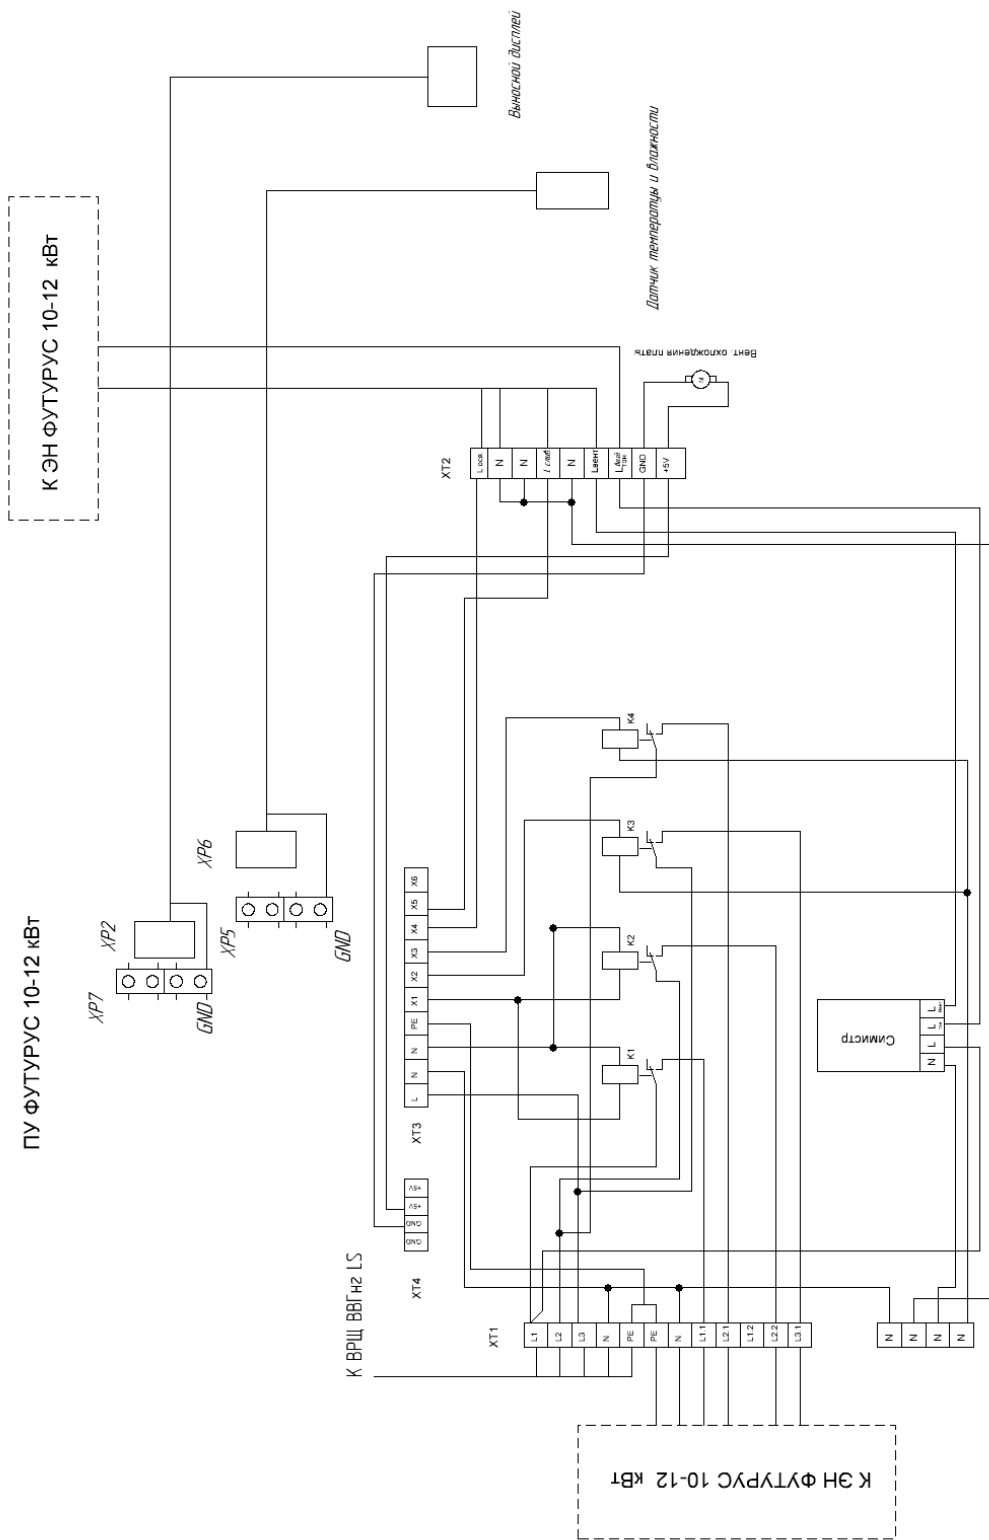 ПУ ФУТУРУС 10-12 кВт
К ЭН ФУТУРУС 10-12 кВт
Выносной дисплей
Датчик температуры и влажности
Вент. охлождения платы
XP7
XP2
GND
XP5
XP6
GND
XT2
L осв.
N
N
L слив
N
Lвент
GND
+5V
XT3
L
N
N
PE
X1
X2
X3
X4
X5
X6
XT4
GND
GND
+5V
+5V
K1
K2
K3
K4
M
К ВРЩ ВВГнг LS
XT1
L1
L2
L3
N
PE
PE
N
L1.1
L2.1
L1.2
L2.2
L3.1
N
N
N
N
Симистр
N
L
L
L
К ЭН ФУТУРУС 10-12 кВт